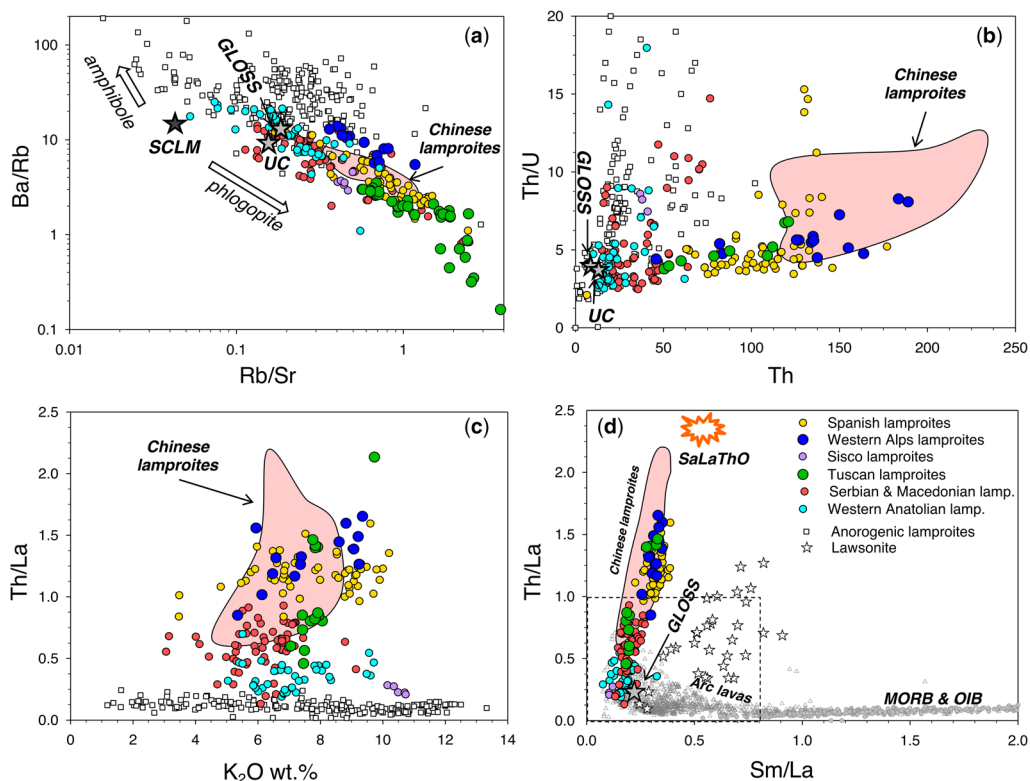 (a)
100
10
1
0.1
0.01
0.1
1
Ba/Rb
Rb/Sr
amphibole
GLOSS
SCLM
UC
phlogopite
Chinese
lamproites
(b)
20
15
10
5
0
0
50
100
150
200
250
Th/U
Th
GLOSS
UC
Chinese
lamproites
(c)
2.5
2.0
1.5
1.0
0.5
0.0
0
2
4
6
8
10
12
14
Th/La
K₂O wt.%
Chinese
lamproites
(d)
2.5
2.0
1.5
1.0
0.5
0.0
0.0
0.5
1.0
1.5
2.0
Th/La
Sm/La
SaLaThO
Chinese lamproites
GLOSS
Arc lavas
MORB & OIB
Spanish lamproites
Western Alps lamproites
Sisco lamproites
Tuscan lamproites
Serbian & Macedonian lamp.
Western Anatolian lamp.
Anorogenic lamproites
Lawsonite